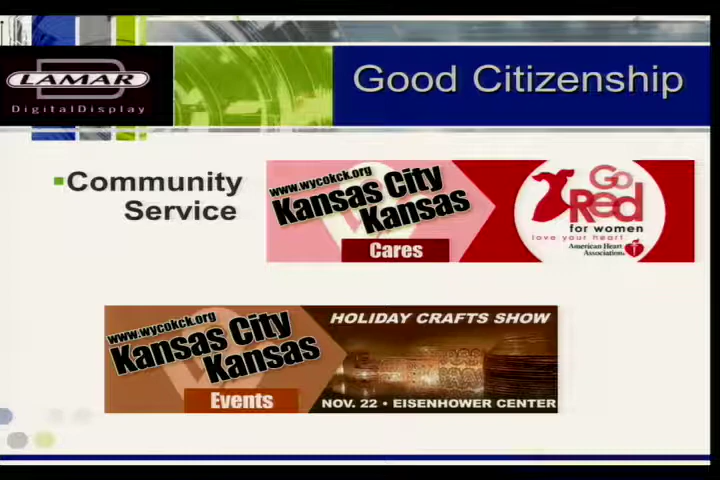 LAMAR
DigitalDisplay
Good Citizenship
Community
Service
www.wycokck.org
Kansas City
Kansas
Cares
Go
Red
for women
love your heart
American Heart
Association
www.wycokck.org
Kansas City
Kansas
Events
HOLIDAY CRAFTS SHOW
NOV. 22 • EISENHOWER CENTER